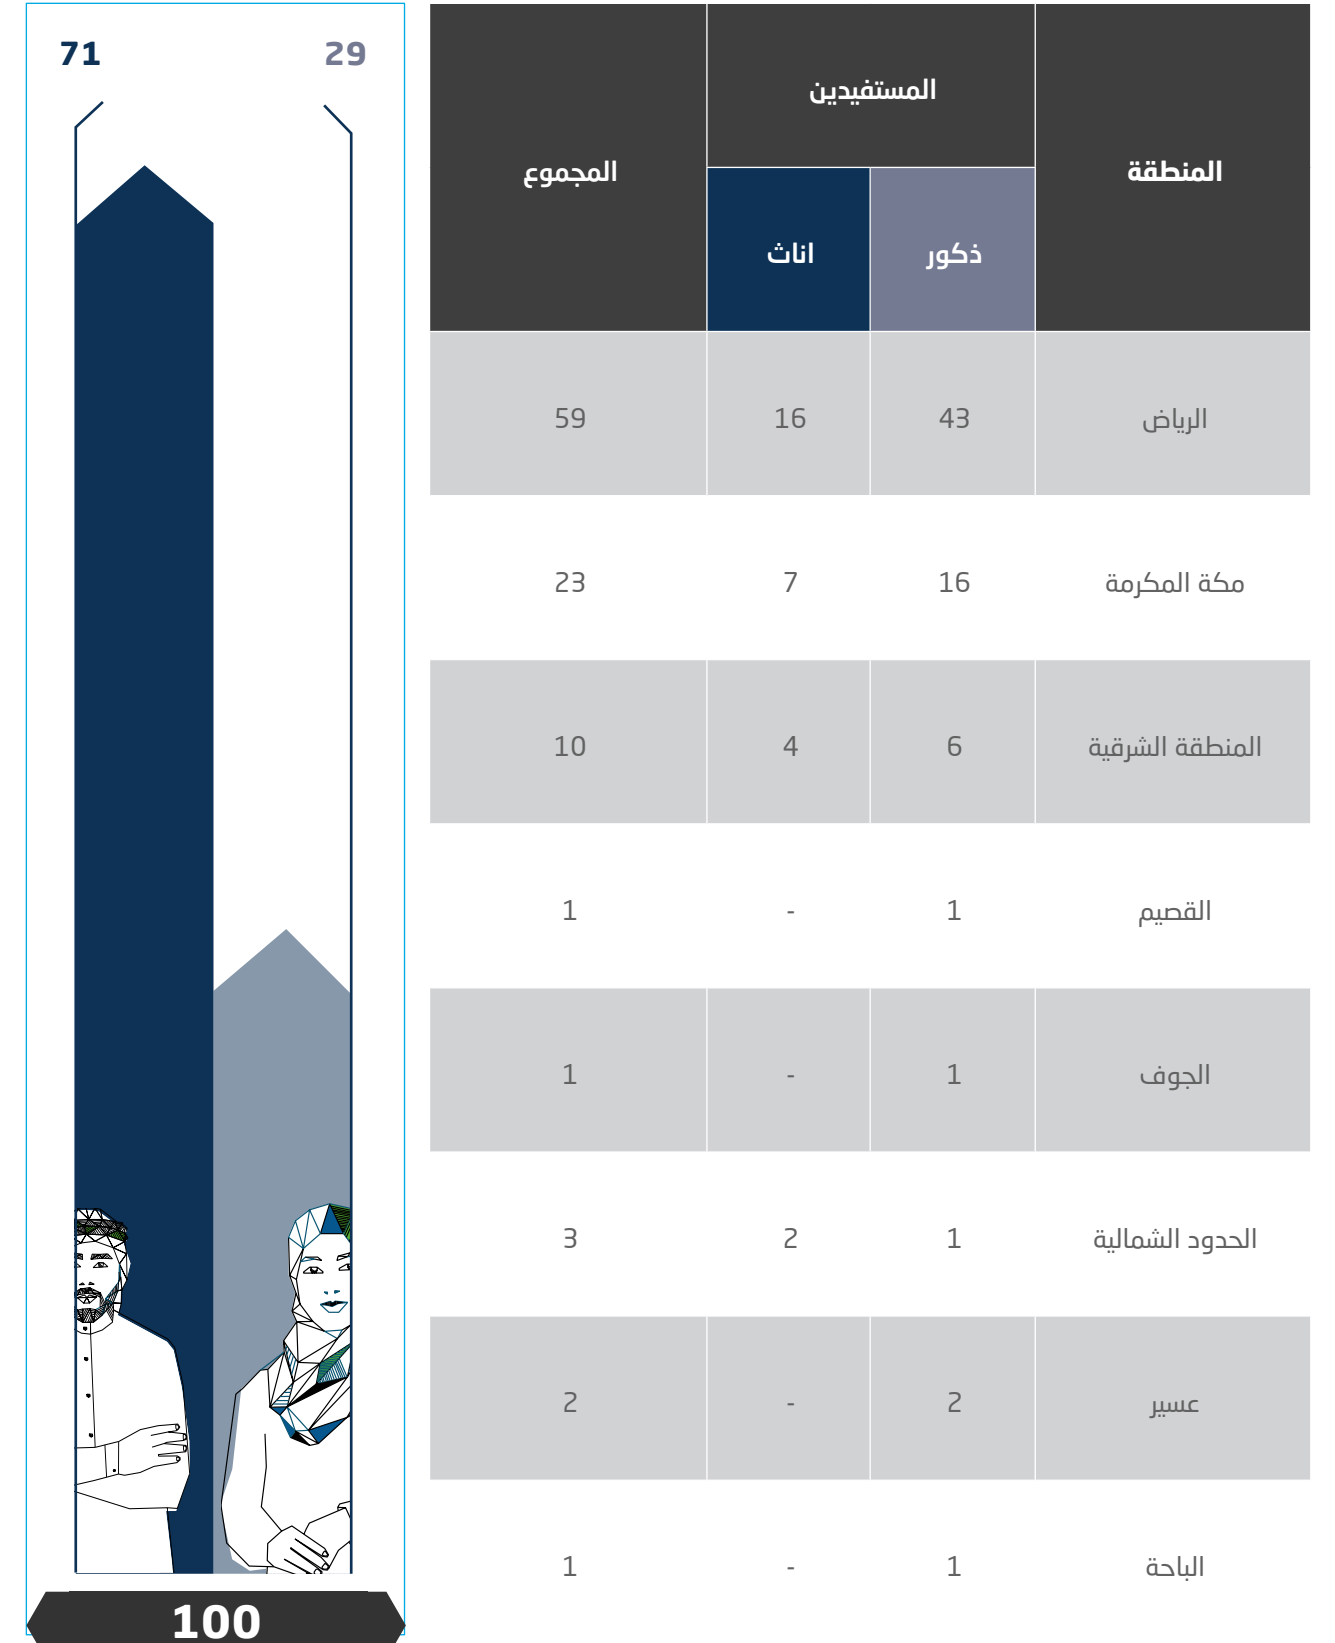 المنطقة
المستفيدين
المجموع
ذكور
اناث
الرياض 43 16 59
مكة المكرمة 16 7 23
المنطقة الشرقية 6 4 10
القصيم 1 - 1
الجوف 1 - 1
الحدود الشمالية 1 2 3
عسير 2 - 2
الباحة 1 - 1
29
71
100